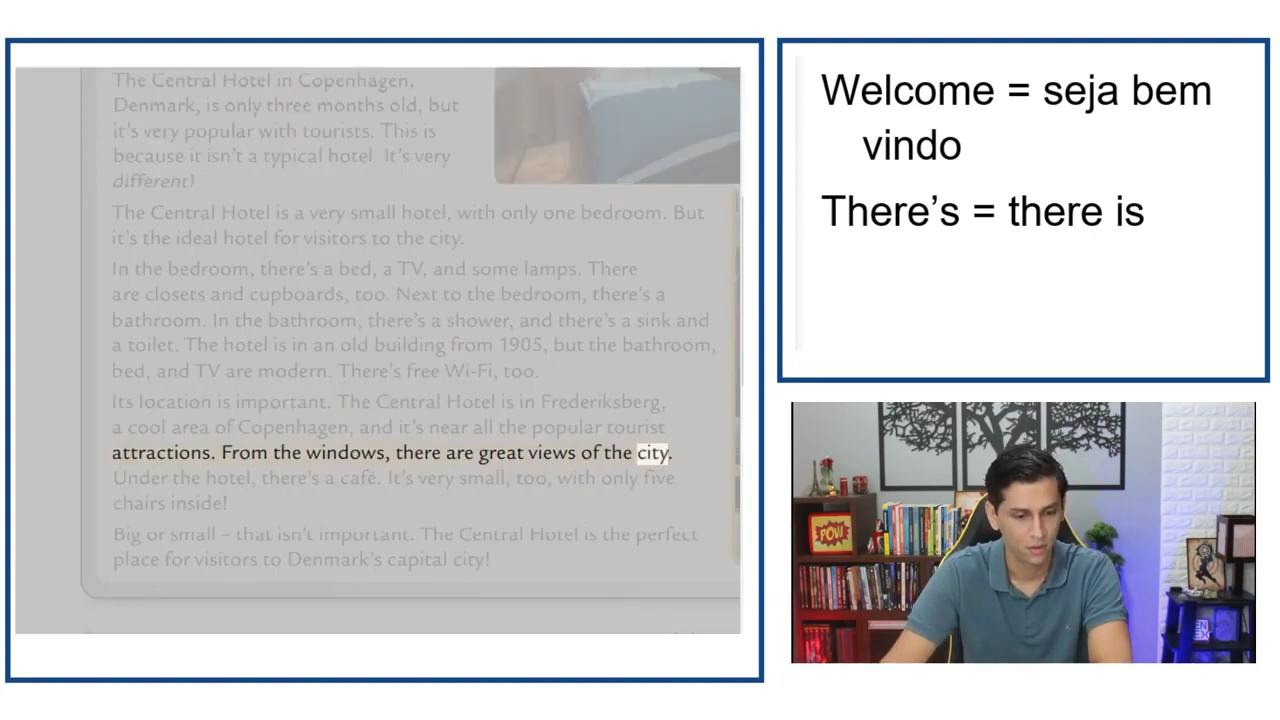 The Central Hotel in Copenhagen,
Denmark, is only three months old, but
it's very popular with tourists. This is
because it isn't a typical hotel. It's very
different!
The Central Hotel is a very small hotel, with only one bedroom. But
it's the ideal hotel for visitors to the city.
In the bedroom, there's a bed, a TV, and some lamps. There
are closets and cupboards, too. Next to the bedroom, there's a
bathroom. In the bathroom, there's a shower, and there's a sink and
a toilet. The hotel is in an old building from 1905, but the bathroom,
bed, and TV are modern. There's free Wi-Fi, too.
Its location is important. The Central Hotel is in Frederiksberg,
a cool area of Copenhagen, and it's near all the popular tourist
attractions. From the windows, there are great views of the city.
Under the hotel, there's a café. It's very small, too, with only five
chairs inside!
Big or small – that isn't important. The Central Hotel is the perfect
place for visitors to Denmark's capital city!
Welcome = seja bem
vindo
There’s = there is
POW!